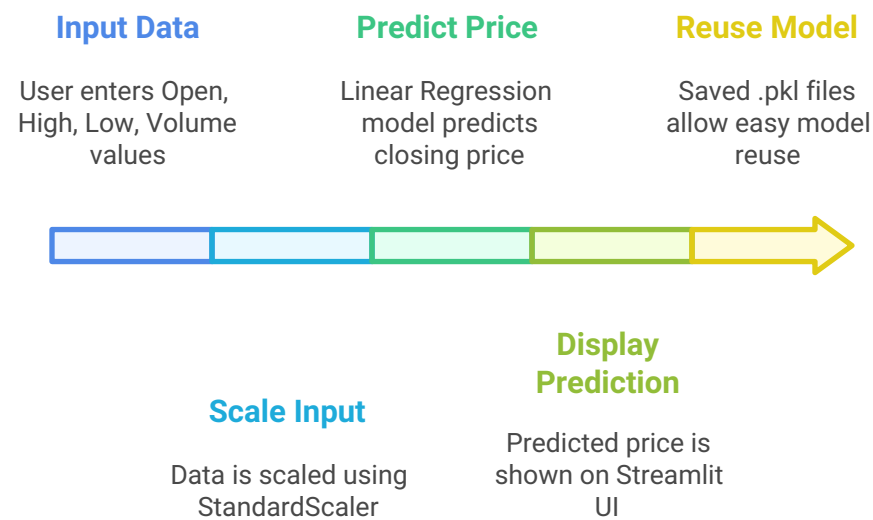 Input Data
User enters Open,
High, Low, Volume
values
Predict Price
Linear Regression
model predicts
closing price
Reuse Model
Saved .pkl files
allow easy model
reuse
Scale Input
Data is scaled using
StandardScaler
Display
Prediction
Predicted price is
shown on Streamlit
UI